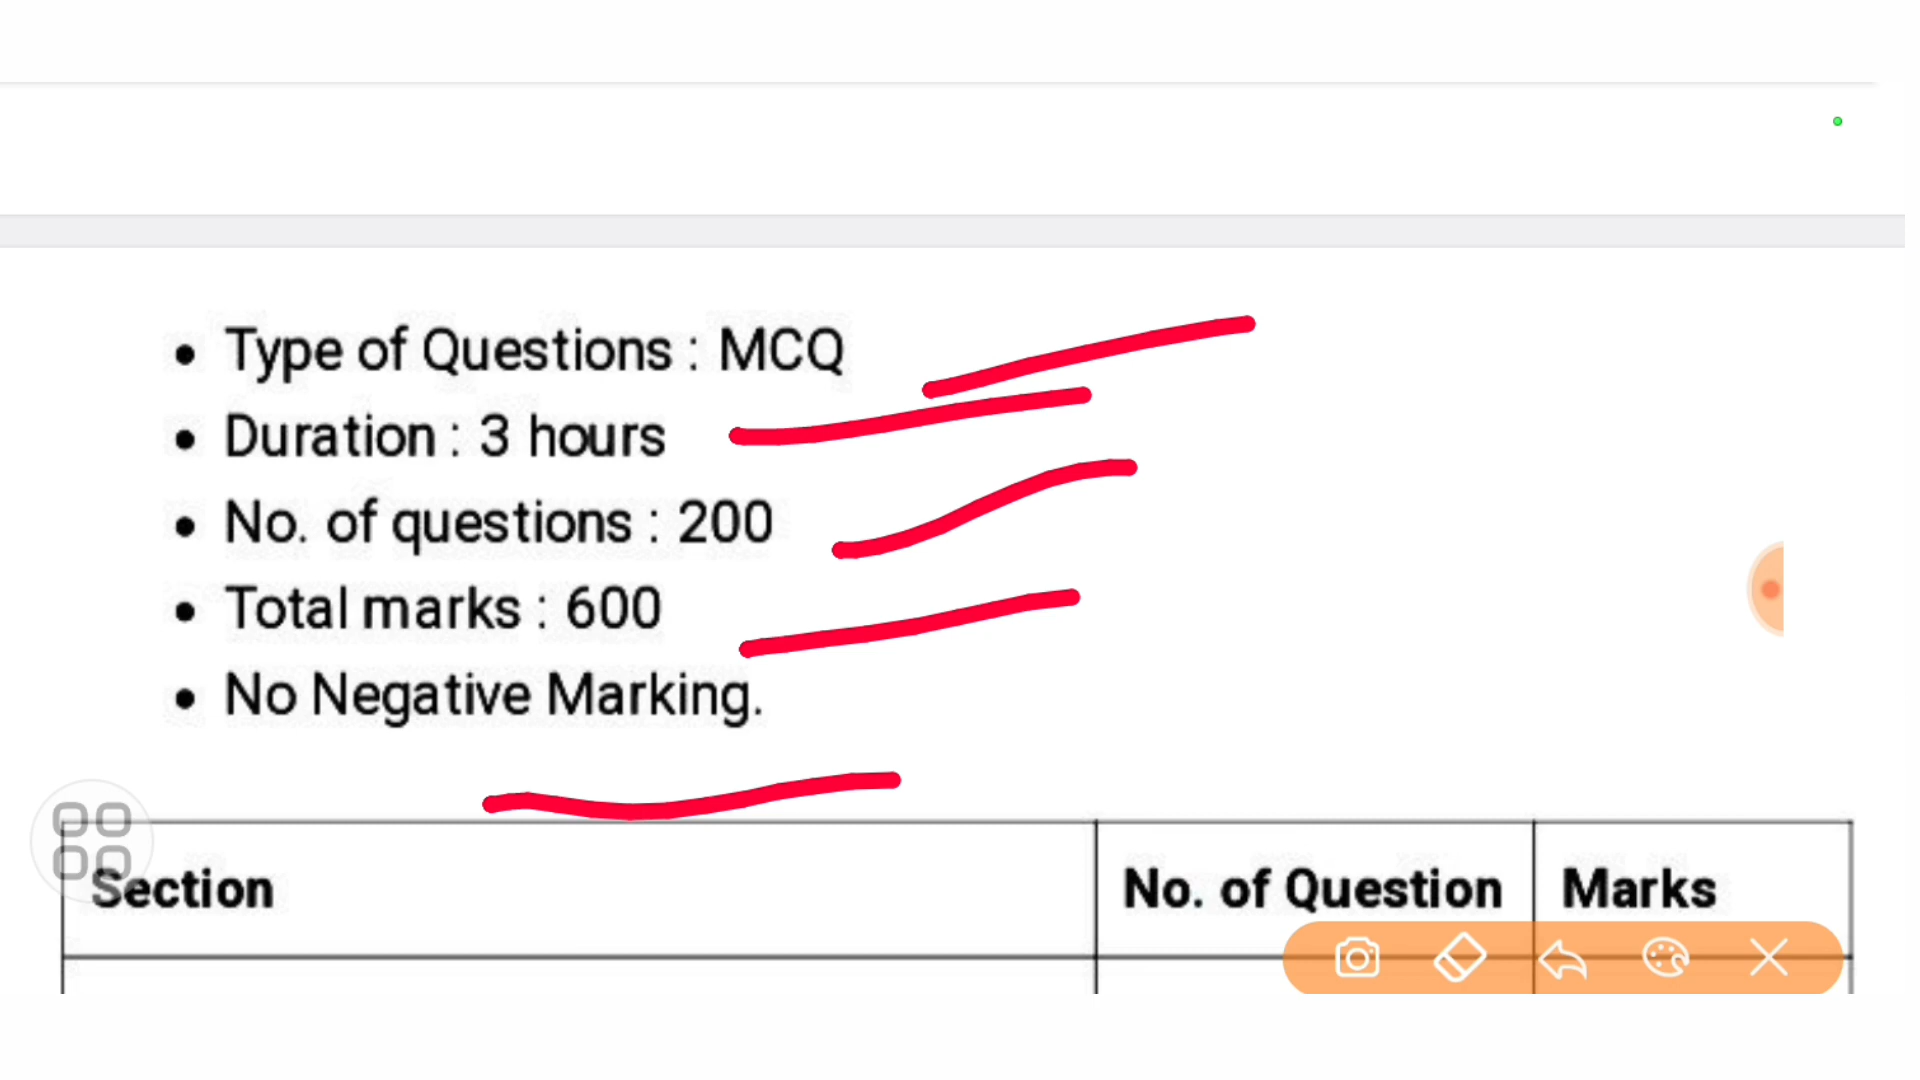 Type of Questions : MCQ
Duration : 3 hours
No. of questions : 200
Total marks : 600
No Negative Marking.
Section No. of Question Marks